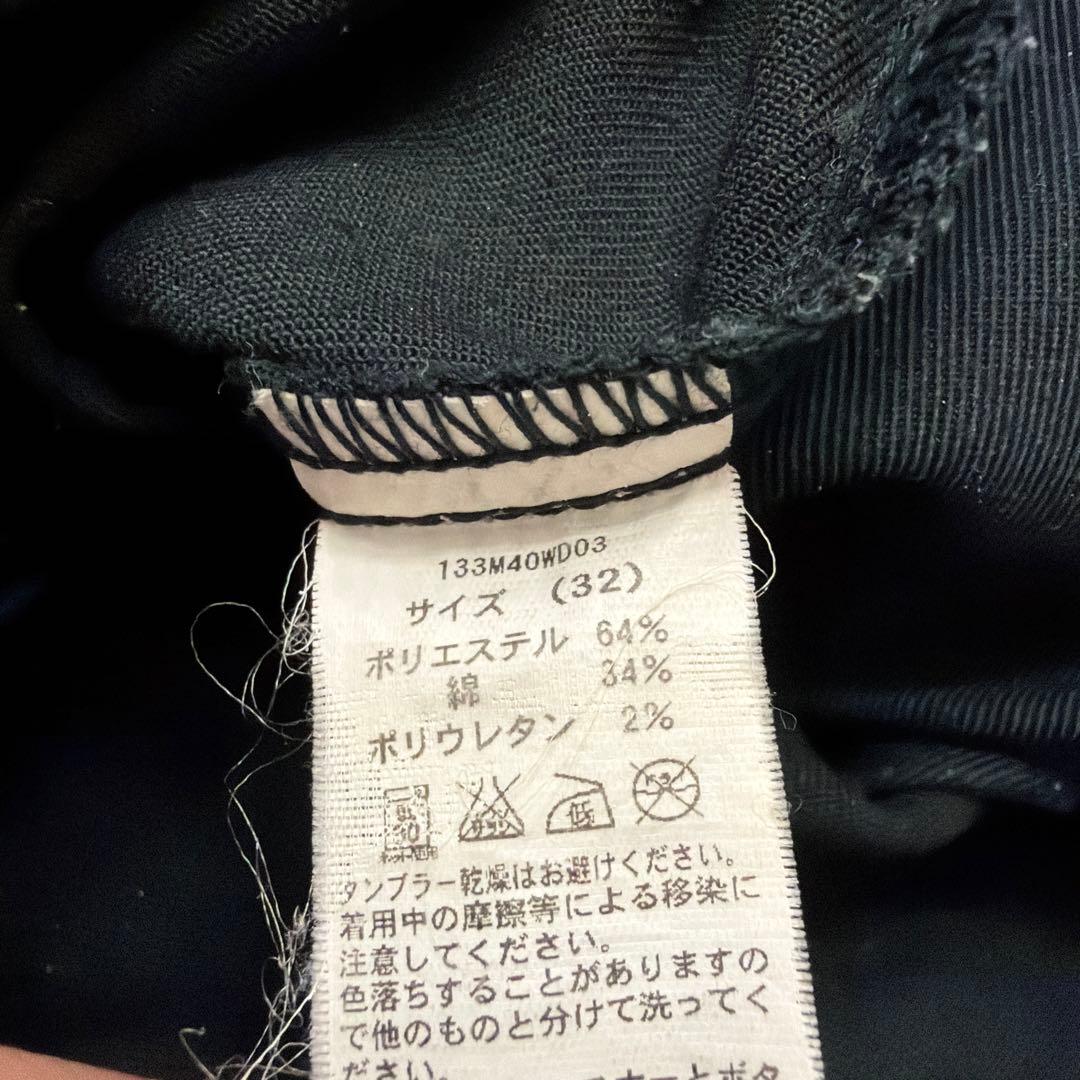 133M40WD03
サイズ (32)
ポリエステル 64%
綿 34%
ポリウレタン 2%
低
タンブラー乾燥はお避けください。
着用中の摩擦等による移染に
注意してください。
色落ちすることがありますの
で他のものと分けて洗ってく
ださい。